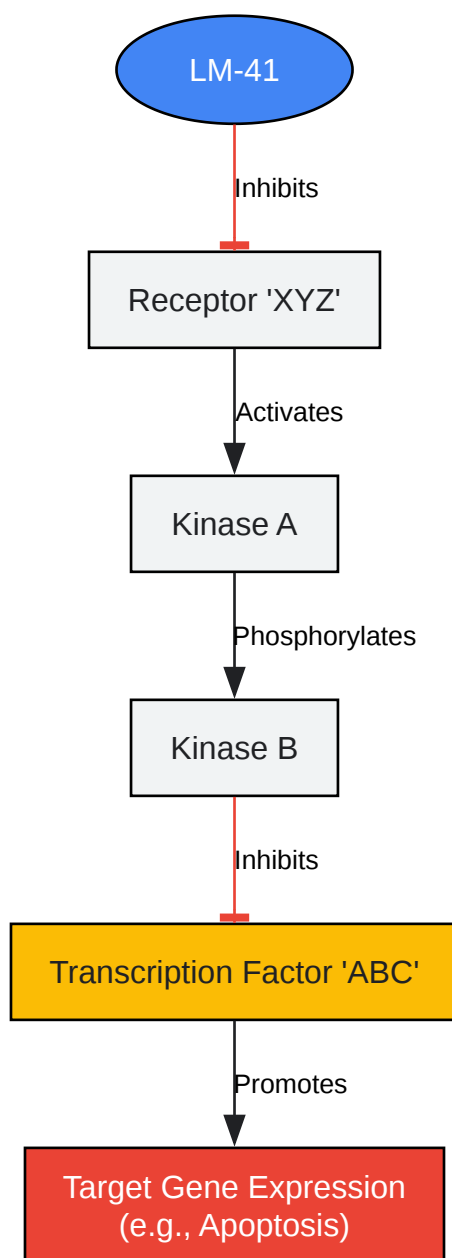 LM-41
Inhibits
Receptor 'XYZ'
Activates
Kinase A
Phosphorylates
Kinase B
Inhibits
Transcription Factor 'ABC'
Promotes
Target Gene Expression
(e.g., Apoptosis)